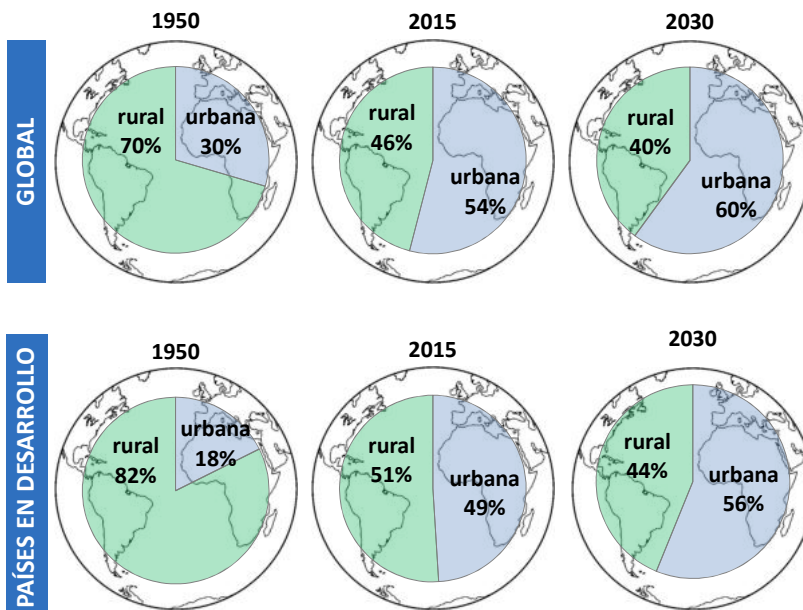 GLOBAL
1950
rural
70%
urbana
30%
2015
rural
46%
urbana
54%
2030
rural
40%
urbana
60%
PAÍSES EN DESARROLLO
1950
rural
82%
urbana
18%
2015
rural
51%
urbana
49%
2030
rural
44%
urbana
56%